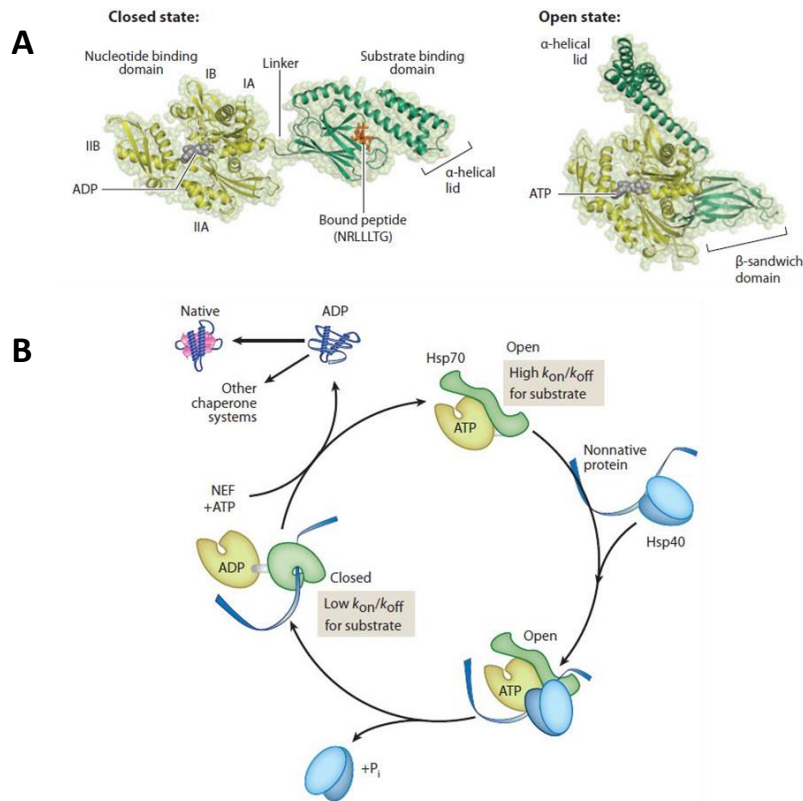 A
Closed state:
Nucleotide binding
domain
IB
IA
Linker
Substrate binding
domain
IIB
ADP
IIA
Bound peptide
(NRLLLTG)
α-helical
lid
Open state:
α-helical
lid
ATP
β-sandwich
domain
B
Native
ADP
Other
chaperone
systems
Hsp70
Open
High kon/koff
for substrate
ATP
Nonnative
protein
Hsp40
NEF
+ATP
ADP
Closed
Low kon/koff
for substrate
Open
ATP
+Pi